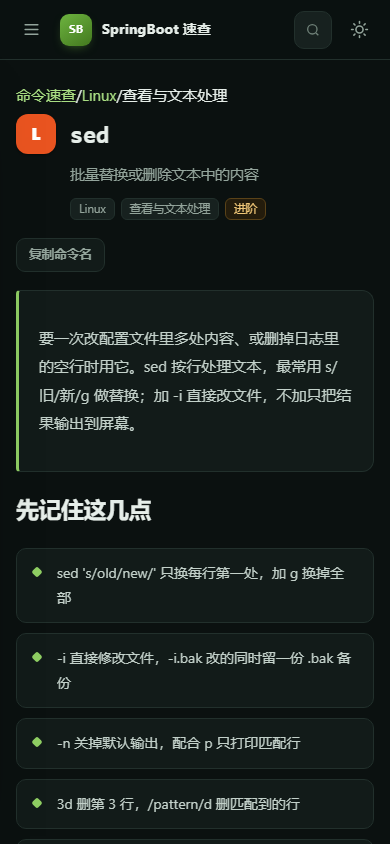 SB SpringBoot 速查
命令速查/Linux/查看与文本处理
L sed
批量替换或删除文本中的内容
Linux 查看与文本处理 进阶
复制命令名
要一次改配置文件里多处内容、或删掉日志里
的空行时用它。sed 按行处理文本，最常用 s/
旧/新/g 做替换；加 -i 直接改文件，不加只把结
果输出到屏幕。
先记住这几点
sed 's/old/new/' 只换每行第一处，加 g 换掉全
部
-i 直接修改文件，-i.bak 改的同时留一份 .bak 备
份
-n 关掉默认输出，配合 p 只打印匹配行
3d 删第 3 行，/pattern/d 删匹配到的行